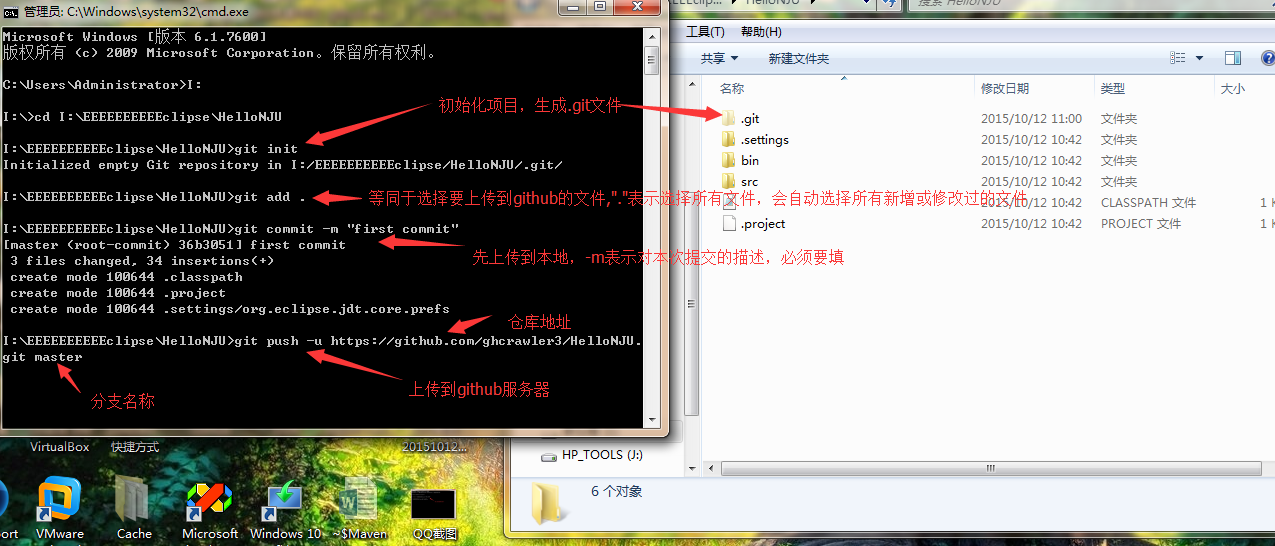 管理员: C:\Windows\system32\cmd.exe
Microsoft Windows [版本 6.1.7600]
版权所有 (c) 2009 Microsoft Corporation。保留所有权利。
C:\Users\Administrator>I:
I:\>cd I:\EEEEEEEEEEclipse\HelloNJU
初始化项目，生成.git文件
I:\EEEEEEEEEEclipse\HelloNJU>git init
Initialized empty Git repository in I:/EEEEEEEEEEclipse/HelloNJU/.git/
I:\EEEEEEEEEEclipse\HelloNJU>git add .
等同于选择要上传到github的文件,"."表示选择所有文件，会自动选择所有新增或修改过的文件
I:\EEEEEEEEEEclipse\HelloNJU>git commit -m "first commit"
[master (root-commit) 36b3051] first commit
3 files changed, 34 insertions(+)
create mode 100644 .classpath
create mode 100644 .project
create mode 100644 .settings/org.eclipse.jdt.core.prefs
先上传到本地，-m表示对本次提交的描述，必须要填
仓库地址
I:\EEEEEEEEEEclipse\HelloNJU>git push -u https://github.com/ghcrawler3/HelloNJU.
git master
上传到github服务器
分支名称
HelloNJU
搜索 HelloNJU
工具(T) 帮助(H)
共享 新建文件夹
名称 修改日期 类型 大小
.git 2015/10/12 11:00 文件夹
.settings 2015/10/12 10:42 文件夹
bin 2015/10/12 10:42 文件夹
src 2015/10/12 10:42 文件夹
2015/10/12 10:42 CLASSPATH 文件 1 K
.project 2015/10/12 10:42 PROJECT 文件 1 K
HP_TOOLS (J:)
6 个对象
VirtualBox 快捷方式 20151012...
ort VMware Cache Microsoft Windows 10 ~$Maven QQ截图